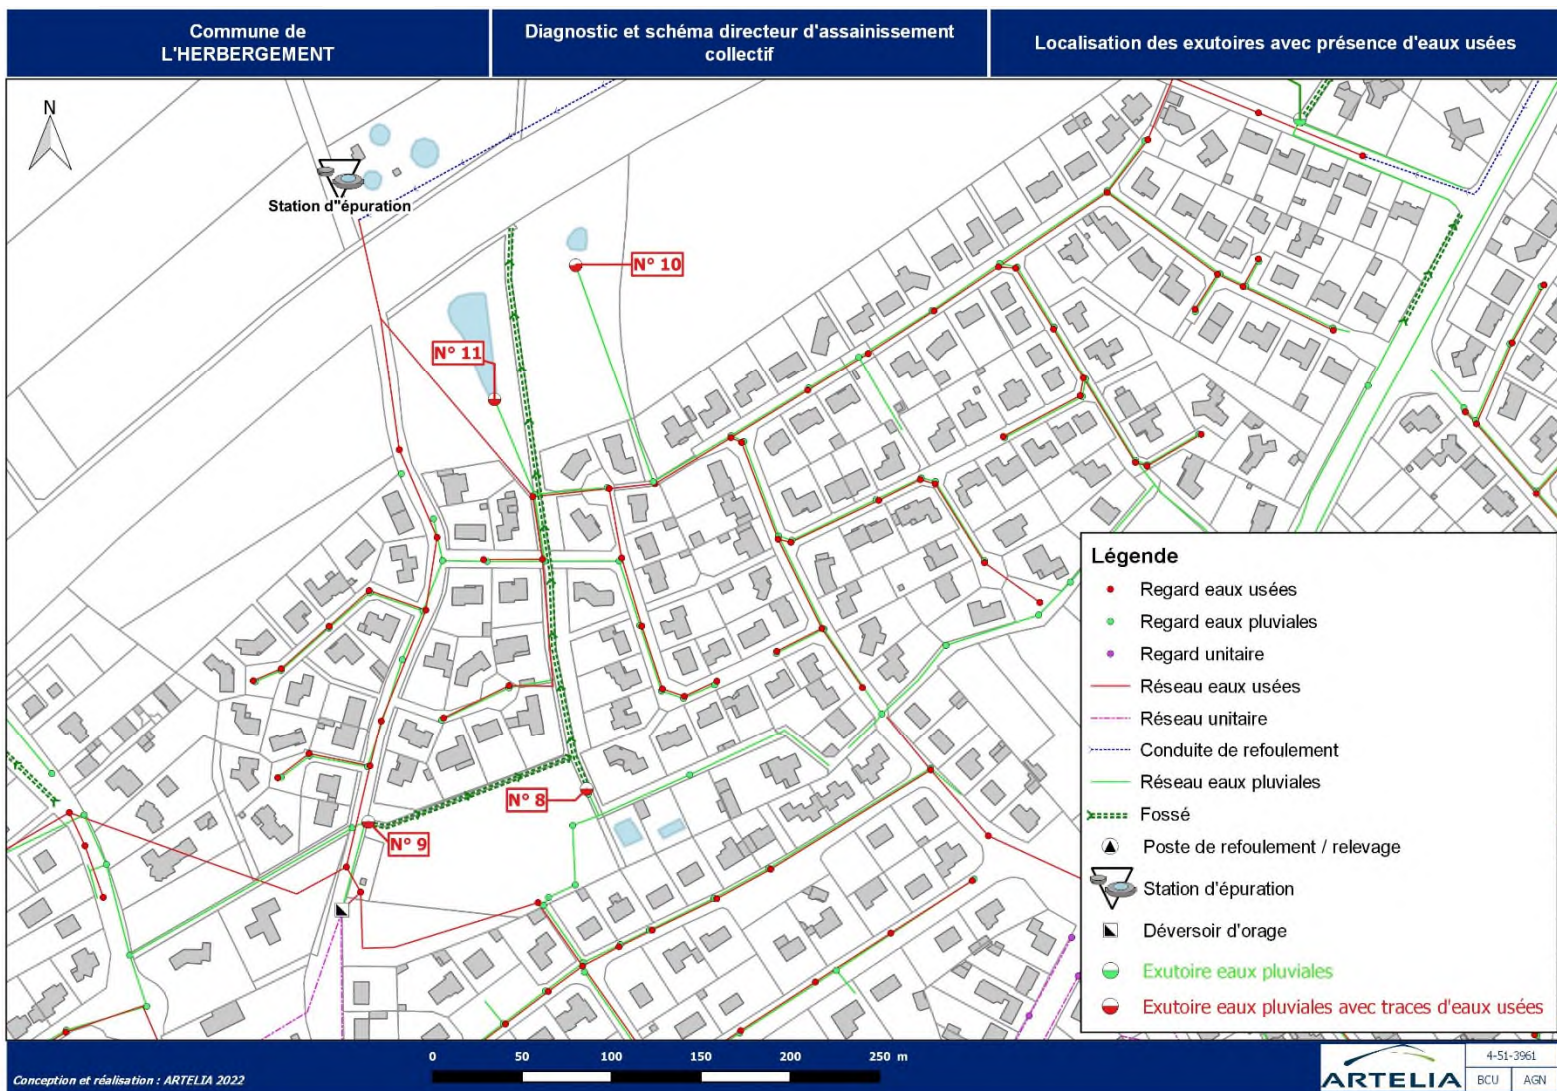 Commune de
L'HERBERGEMENT
Diagnostic et schéma directeur d'assainissement
collectif
Localisation des exutoires avec présence d'eaux usées
N
Station d"épuration
N° 10
N° 11
N° 8
N° 9
Légende
Regard eaux usées
Regard eaux pluviales
Regard unitaire
Réseau eaux usées
Réseau unitaire
Conduite de refoulement
Réseau eaux pluviales
Fossé
Poste de refoulement / relevage
Station d'épuration
Déversoir d'orage
Exutoire eaux pluviales
Exutoire eaux pluviales avec traces d'eaux usées
0 50 100 150 200 250 m
Conception et réalisation : ARTELIA 2022
ARTELIA
4-51-3961
BCU AGN